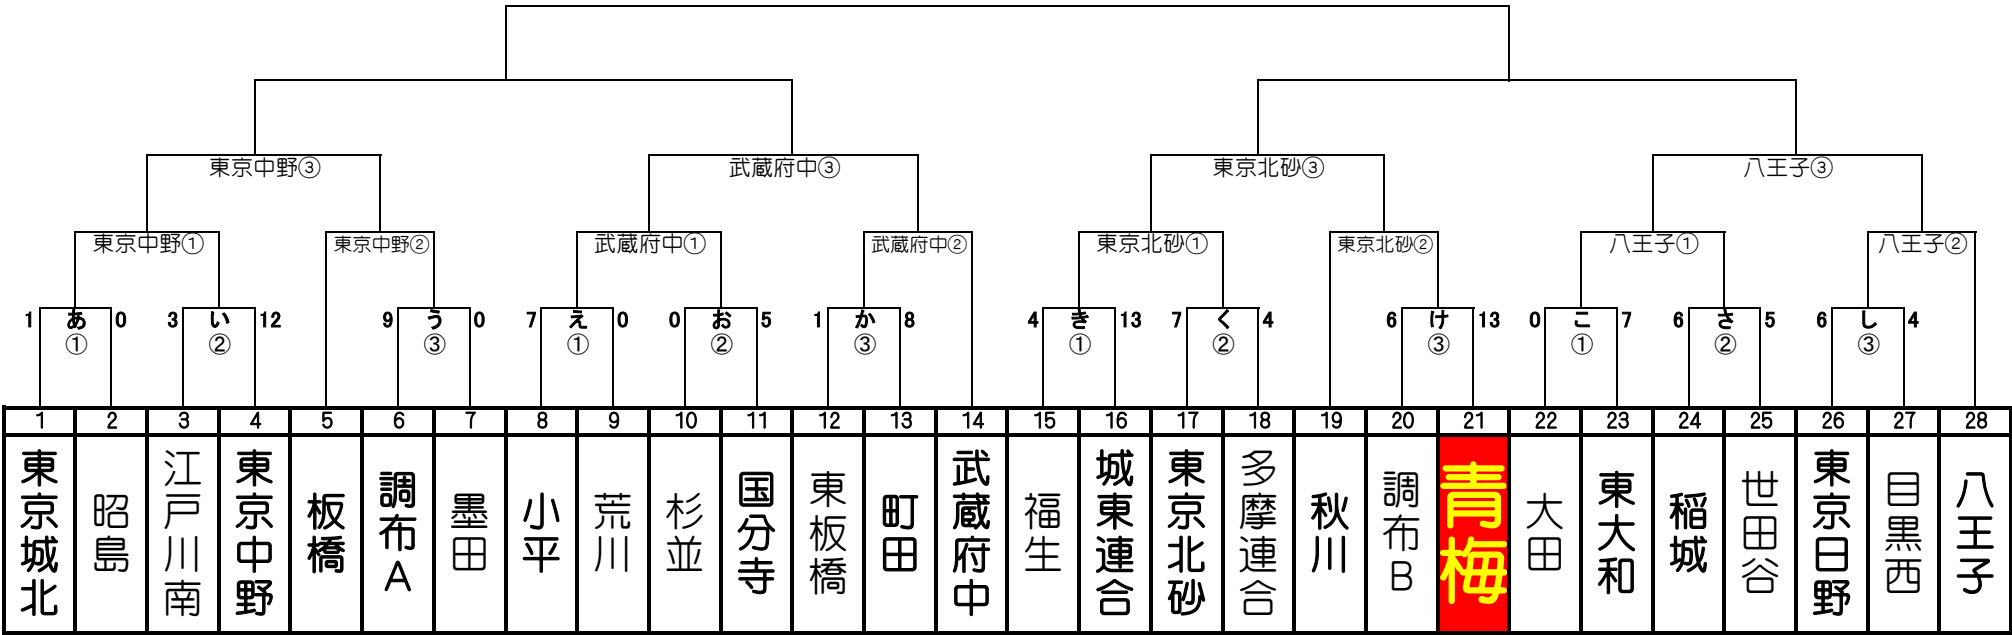 東京中野③ 武蔵府中③ 東京北砂③ 八王子③
東京中野① 東京中野② 武蔵府中① 武蔵府中② 東京北砂① 東京北砂② 八王子① 八王子②
1 あ 0 3 い 12 9 う 0 7 え 0 0 お 5 1 か 8 4 き 13 7 く 4 6 け 13 0 こ 7 6 さ 5 6 し 4
① ② ③ ① ② ③ ① ② ③ ① ② ③
1 2 3 4 5 6 7 8 9 10 11 12 13 14 15 16 17 18 19 20 21 22 23 24 25 26 27 28
東京城北
昭島
江戸川南
東京中野
板橋
調布A
墨田
小平
荒川
杉並
国分寺
東板橋
町田
武蔵府中
福生
城東連合
東京北砂
多摩連合
秋川
調布B
青梅
大田
東大和
稲城
世田谷
東京日野
目黒西
八王子